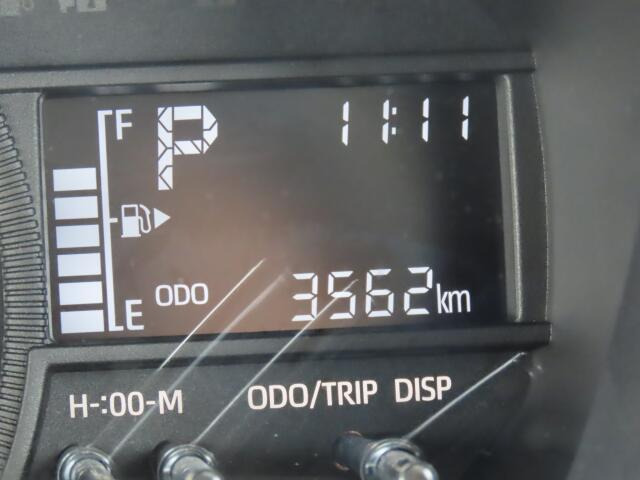 F
P 11:11
E ODO 3562km
H-:00-M ODO/TRIP DISP